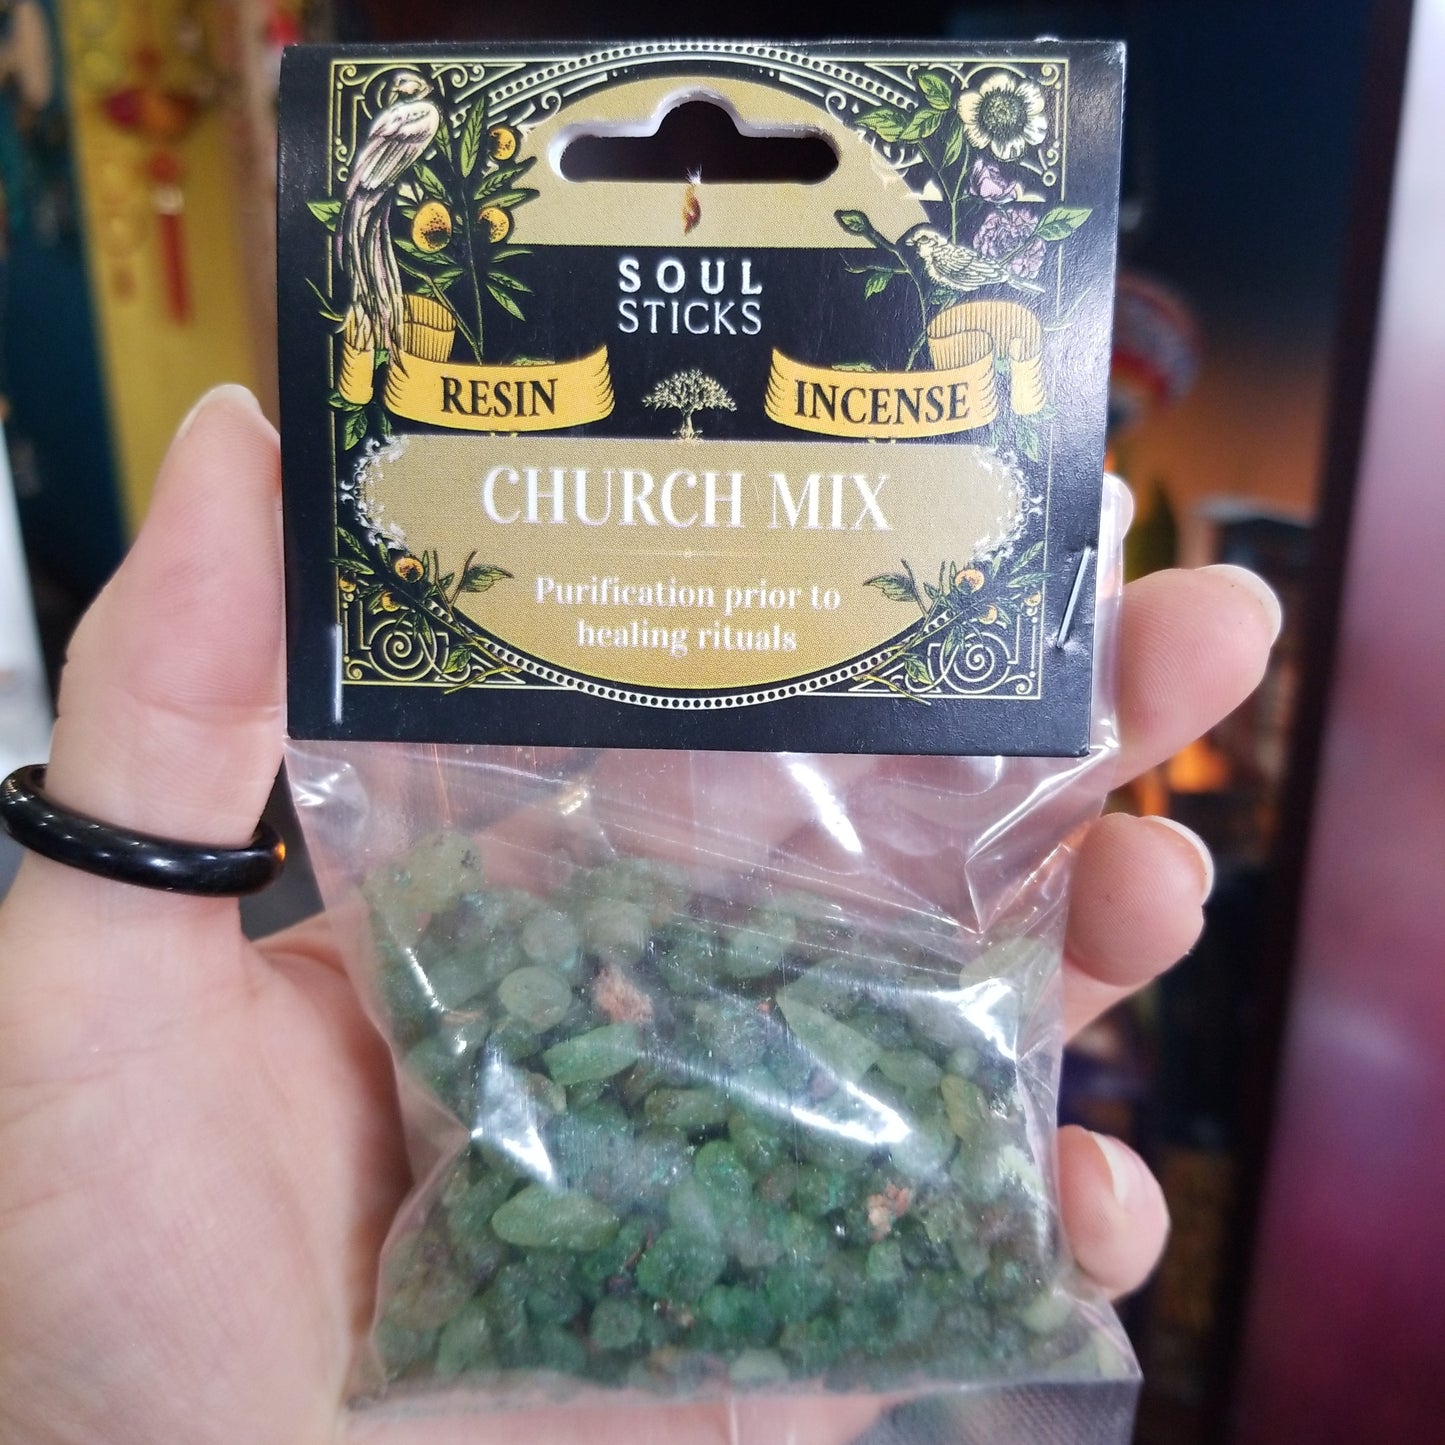 SOUL
STICKS
RESIN INCENSE
CHURCH MIX
Purification prior to
healing rituals